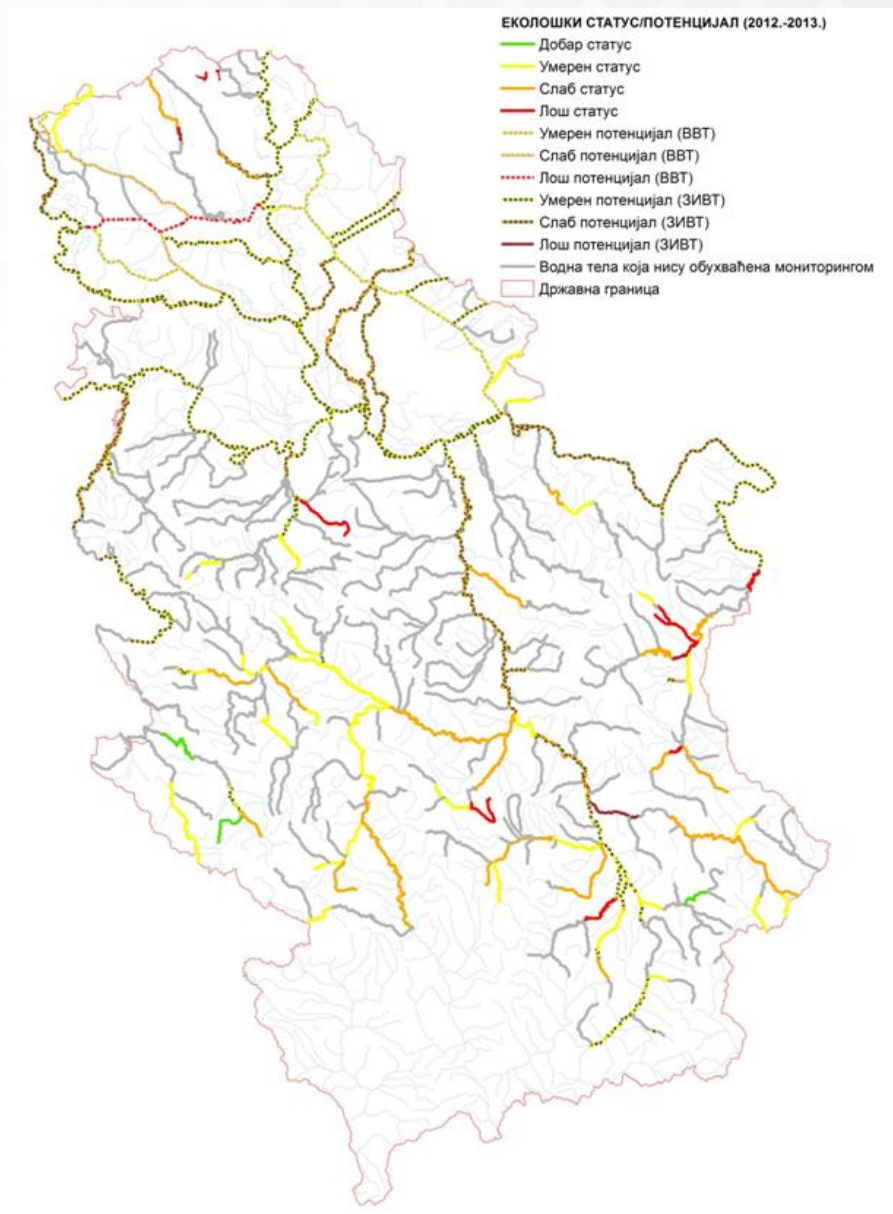 ЕКОЛОШКИ СТАТУС/ПОТЕНЦИЈАЛ (2012.-2013.)
Добар статус
Умерен статус
Слаб статус
Лош статус
Умерен потенцијал (ВВТ)
Слаб потенцијал (ВВТ)
Лош потенцијал (ВВТ)
Умерен потенцијал (ЗИВТ)
Слаб потенцијал (ЗИВТ)
Лош потенцијал (ЗИВТ)
Водна тела која нису обухваћена мониторингом
Државна граница